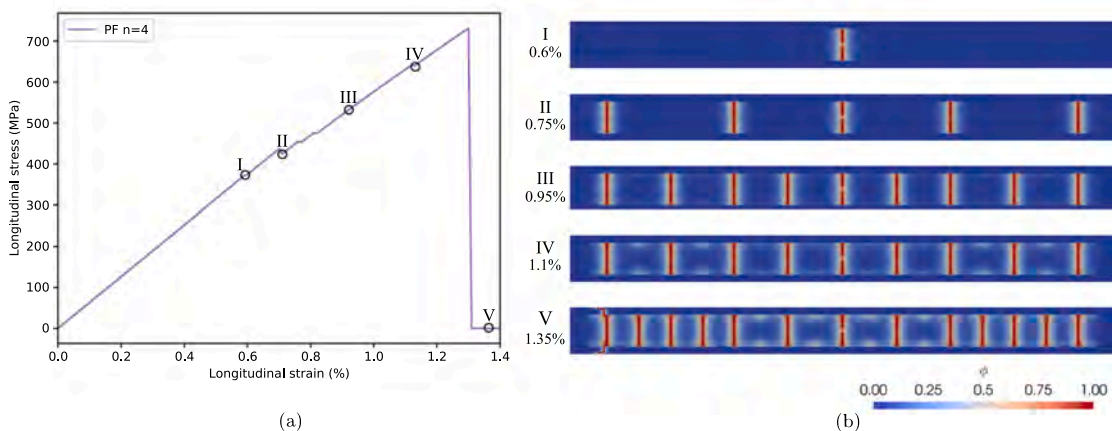 PF n=4
Longitudinal stress (MPa)
700
600
500
400
300
200
100
0
I
II
III
IV
V
0.0 0.2 0.4 0.6 0.8 1.0 1.2 1.4
Longitudinal strain (%)
(a)
I
0.6%
II
0.75%
III
0.95%
IV
1.1%
V
1.35%
ϕ
0.00 0.25 0.5 0.75 1.00
(b)